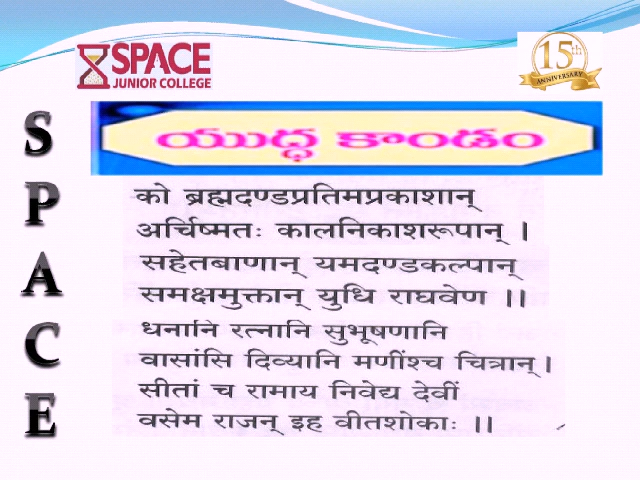 SPACE
JUNIOR COLLEGE
15th
ANNIVERSARY
S
P
A
C
E
యుద్ధ కాండం
को ब्रह्मदण्डप्रतिमप्रकाशान्
अर्चिष्मतः कालनिकाशरूपान् ।
सहेतबाणान् यमदण्डकल्पान्
समक्षमुक्तान् युधि राघवेण ।।
धनानि रत्नानि सुभूषणानि
वासांसि दिव्यानि मणींश्च चित्रान् ।
सीतां च रामाय निवेद्य देवीं
वसेम राजन् इह वीतशोकाः ।।